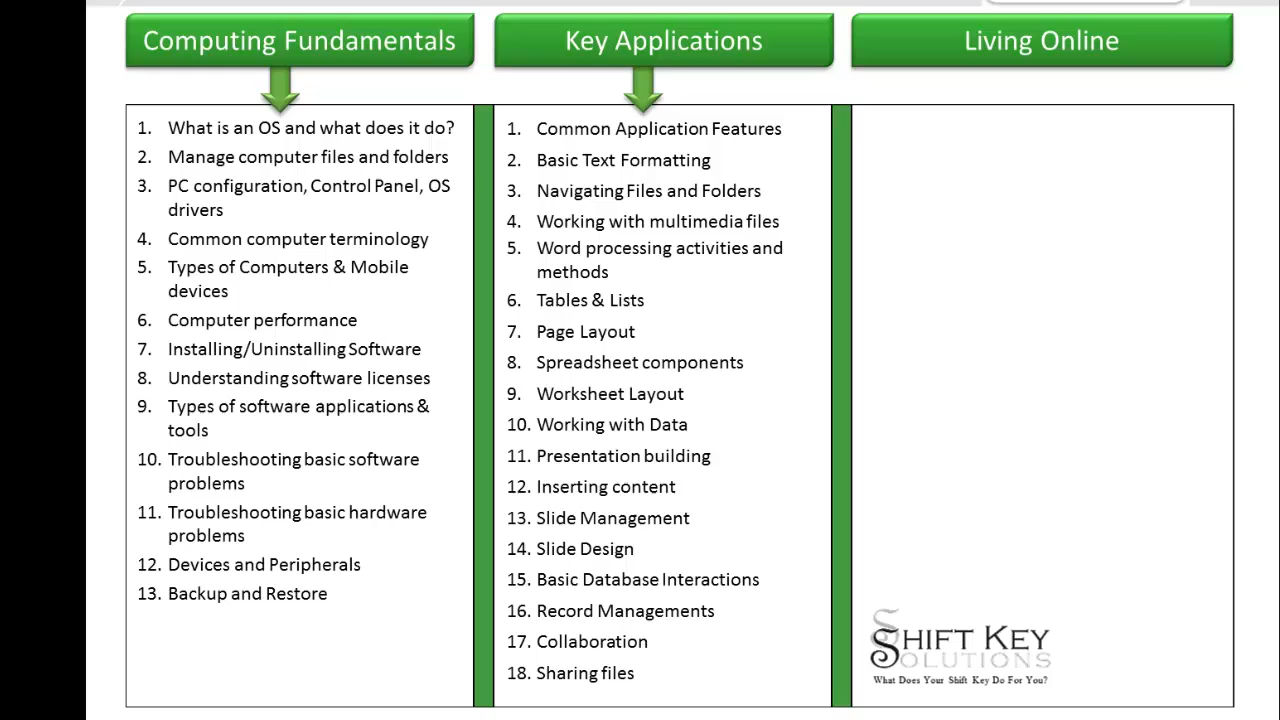 Computing Fundamentals
1. What is an OS and what does it do?
2. Manage computer files and folders
3. PC configuration, Control Panel, OS
drivers
4. Common computer terminology
5. Types of Computers & Mobile
devices
6. Computer performance
7. Installing/Uninstalling Software
8. Understanding software licenses
9. Types of software applications &
tools
10. Troubleshooting basic software
problems
11. Troubleshooting basic hardware
problems
12. Devices and Peripherals
13. Backup and Restore
Key Applications
1. Common Application Features
2. Basic Text Formatting
3. Navigating Files and Folders
4. Working with multimedia files
5. Word processing activities and
methods
6. Tables & Lists
7. Page Layout
8. Spreadsheet components
9. Worksheet Layout
10. Working with Data
11. Presentation building
12. Inserting content
13. Slide Management
14. Slide Design
15. Basic Database Interactions
16. Record Managements
17. Collaboration
18. Sharing files
Living Online
SHIFT KEY
SOLUTIONS
What Does Your Shift Key Do For You?